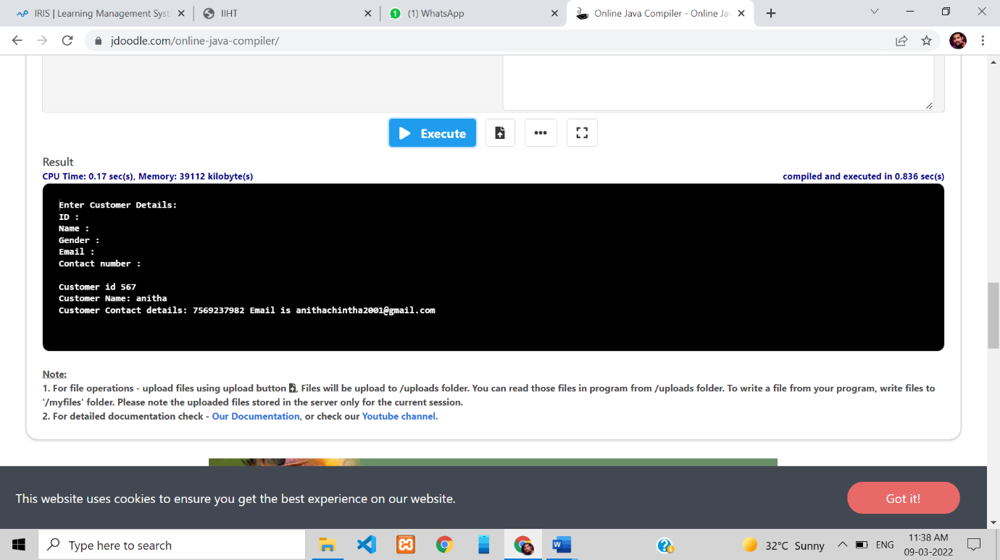 IRIS | Learning Management Syst
IIHT
(1) WhatsApp
Online Java Compiler - Online Jav
jdoodle.com/online-java-compiler/
Execute
Result
CPU Time: 0.17 sec(s), Memory: 39112 kilobyte(s)
compiled and executed in 0.836 sec(s)
Enter Customer Details:
ID :
Name :
Gender :
Email :
Contact number :
Customer id 567
Customer Name: anitha
Customer Contact details: 7569237982 Email is anithachintha2001@gmail.com
Note:
1. For file operations - upload files using upload button , Files will be upload to /uploads folder. You can read those files in program from /uploads folder. To write a file from your program, write files to
'/myfiles' folder. Please note the uploaded files stored in the server only for the current session.
2. For detailed documentation check - Our Documentation, or check our Youtube channel.
This website uses cookies to ensure you get the best experience on our website.
Got it!
Type here to search
32°C Sunny
ENG
11:38 AM
09-03-2022